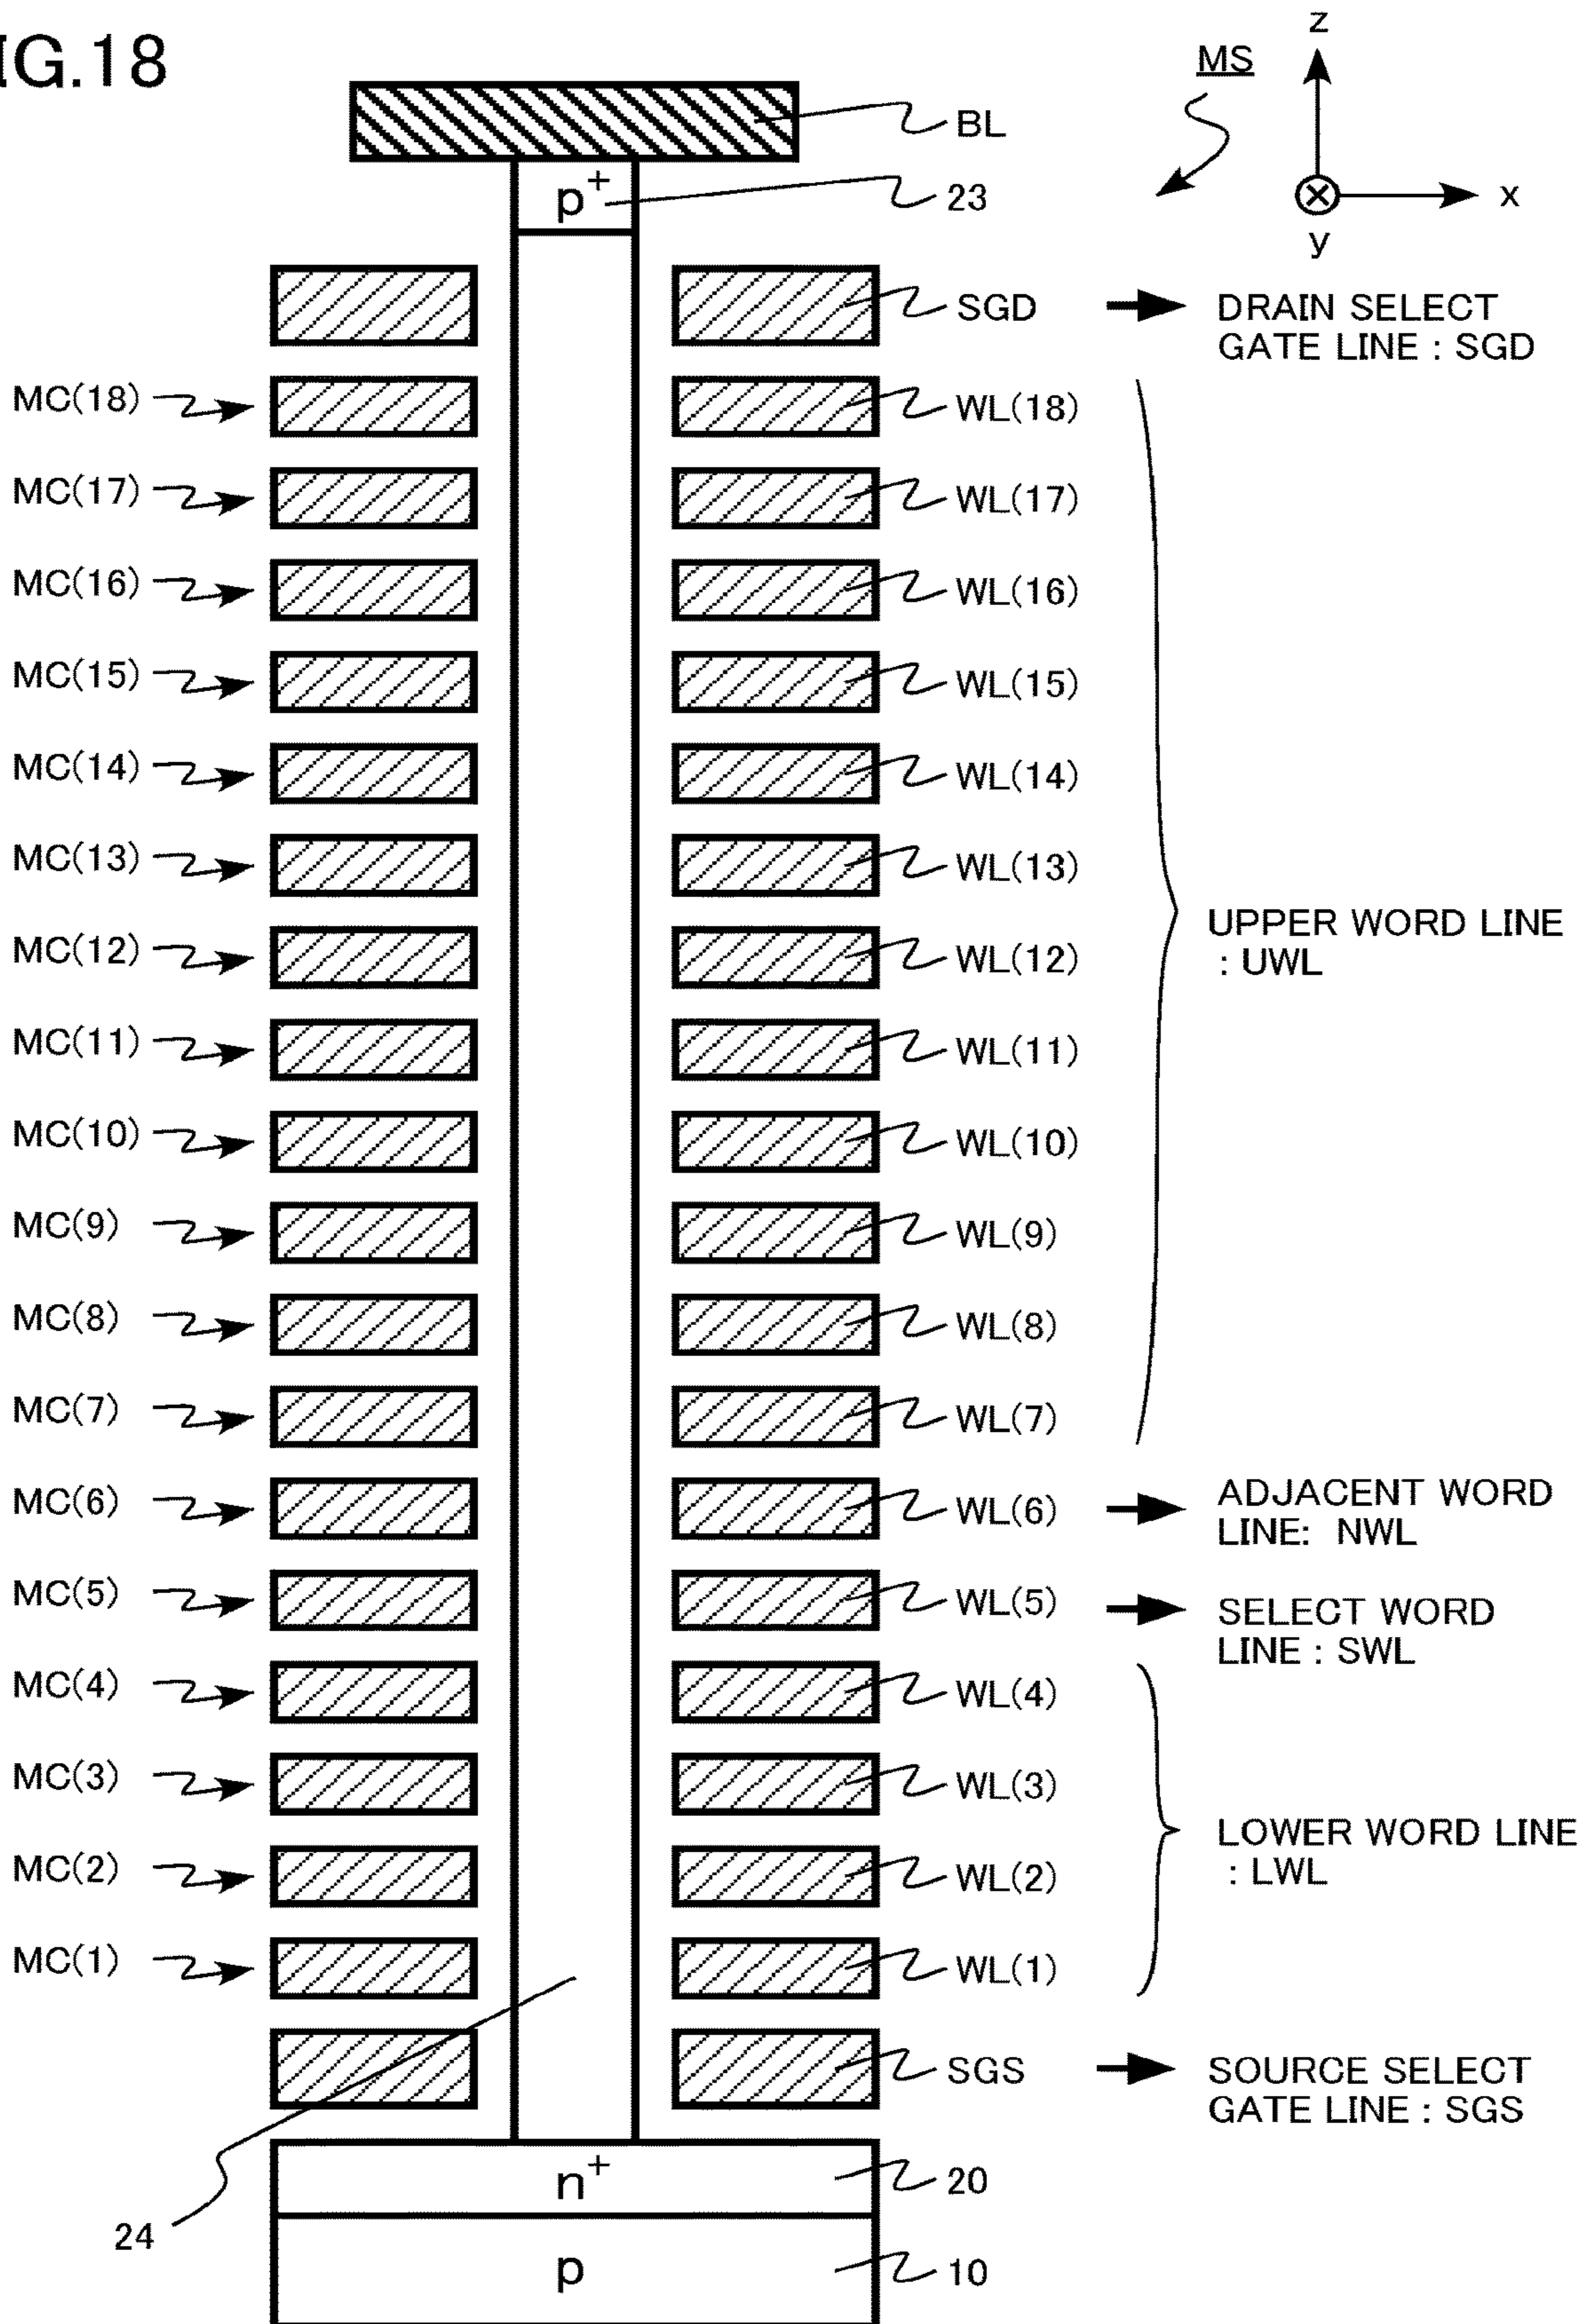 IG.18
MS
z
x
y
BL
p+
23
SGD
DRAIN SELECT
GATE LINE : SGD
MC(18)
WL(18)
MC(17)
WL(17)
MC(16)
WL(16)
MC(15)
WL(15)
MC(14)
WL(14)
MC(13)
WL(13)
MC(12)
WL(12)
UPPER WORD LINE
: UWL
MC(11)
WL(11)
MC(10)
WL(10)
MC(9)
WL(9)
MC(8)
WL(8)
MC(7)
WL(7)
MC(6)
WL(6)
ADJACENT WORD
LINE: NWL
MC(5)
WL(5)
SELECT WORD
LINE : SWL
MC(4)
WL(4)
MC(3)
WL(3)
LOWER WORD LINE
: LWL
MC(2)
WL(2)
MC(1)
WL(1)
SGS
SOURCE SELECT
GATE LINE : SGS
n+
20
24
p
10